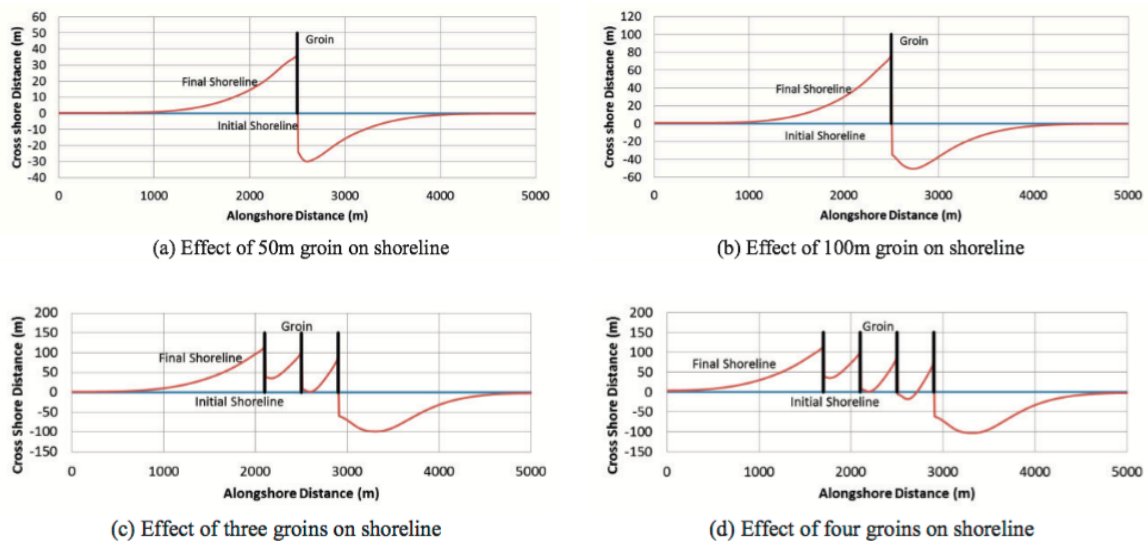 60
50
40
30
20
10
0
-10
-20
-30
-40
Cross shore Distacne (m)
Groin
Final Shoreline
Initial Shoreline
0 1000 2000 3000 4000 5000
Alongshore Distance (m)
(a) Effect of 50m groin on shoreline
120
100
80
60
40
20
0
-20
-40
-60
Cross shore Distance (m)
Groin
Final Shoreline
Initial Shoreline
0 1000 2000 3000 4000 5000
Alongshore Distance (m)
(b) Effect of 100m groin on shoreline
200
150
100
50
0
-50
-100
-150
Cross Shore Distance (m)
Groin
Final Shoreline
Initial Shoreline
0 1000 2000 3000 4000 5000
Alongshore Distance (m)
(c) Effect of three groins on shoreline
200
150
100
50
0
-50
-100
-150
Cross Shore Distance (m)
Groin
Final Shoreline
Initial Shoreline
0 1000 2000 3000 4000 5000
Alongshore Distance (m)
(d) Effect of four groins on shoreline